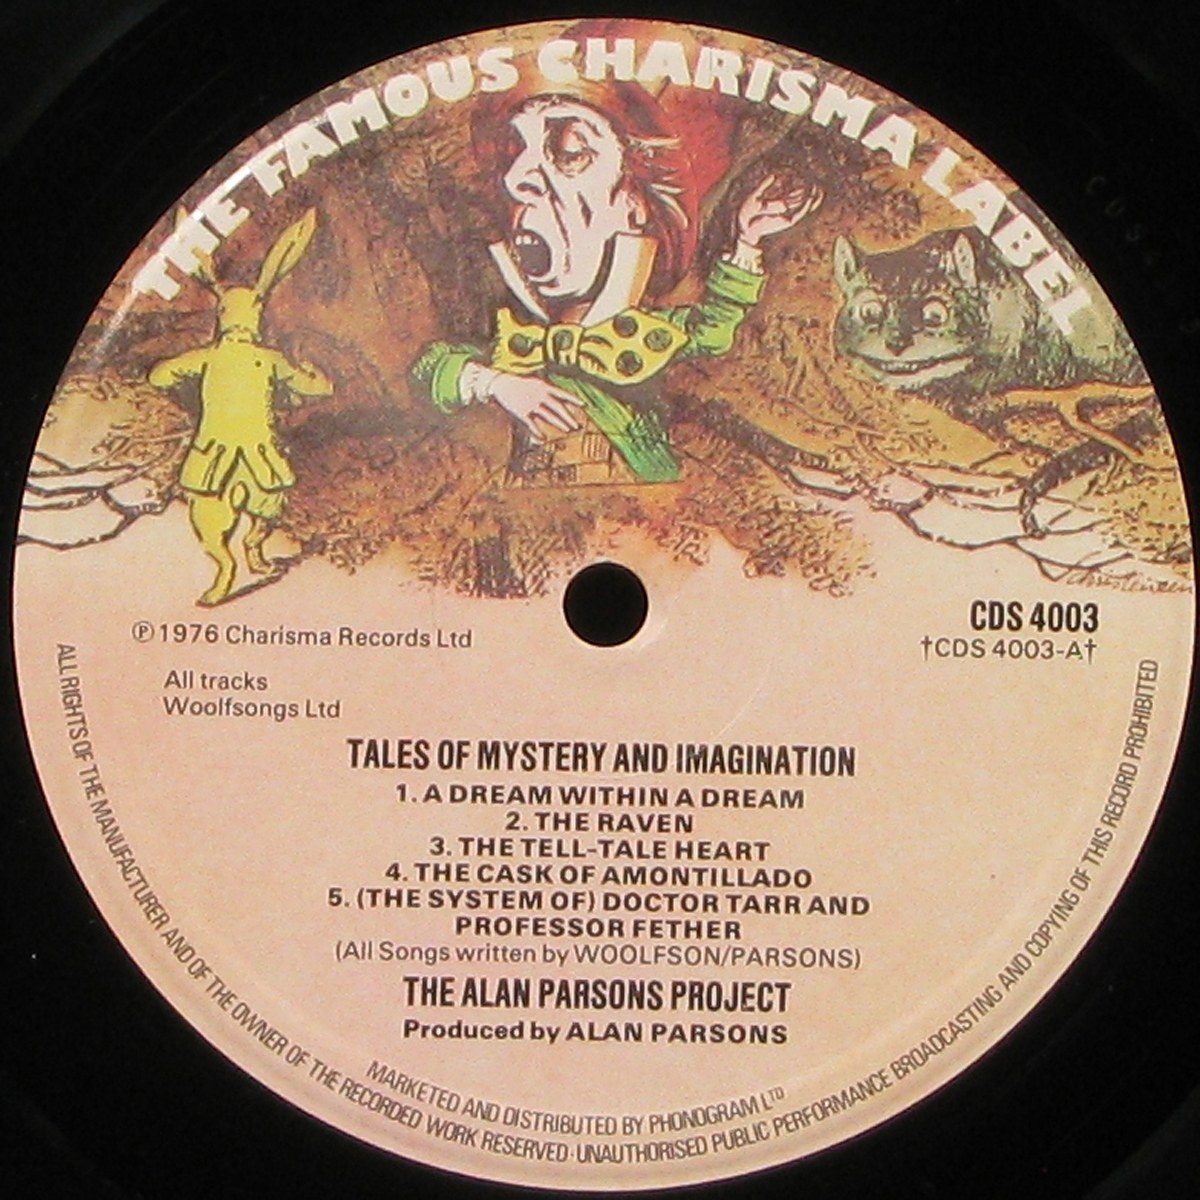 THE FAMOUS CHARISMA LABEL
Christensen
CDS 4003
℗ 1976 Charisma Records Ltd
†CDS 4003-A†
All tracks
Woolfsongs Ltd
TALES OF MYSTERY AND IMAGINATION
1. A DREAM WITHIN A DREAM
2. THE RAVEN
3. THE TELL-TALE HEART
4. THE CASK OF AMONTILLADO
5. (THE SYSTEM OF) DOCTOR TARR AND
PROFESSOR FETHER
(All Songs written by WOOLFSON/PARSONS)
THE ALAN PARSONS PROJECT
Produced by ALAN PARSONS
MARKETED AND DISTRIBUTED BY PHONOGRAM LTD
ALL RIGHTS OF THE MANUFACTURER AND OF THE OWNER OF THE RECORDED WORK RESERVED·UNAUTHORISED PUBLIC PERFORMANCE BROADCASTING AND COPYING OF THIS RECORD PROHIBITED